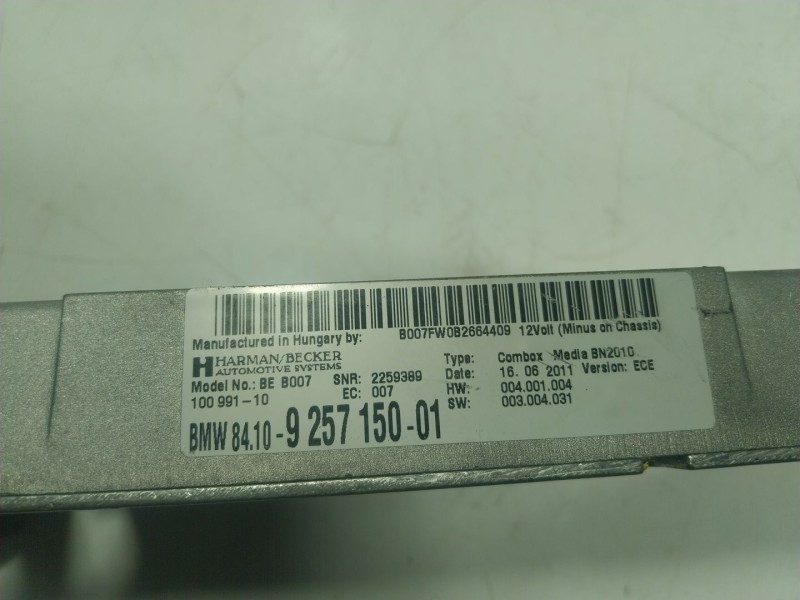 B007FW0B2664409 12Volt (Minus on Chassis)
Manufactured in Hungary by:
HARMAN/BECKER
AUTOMOTIVE SYSTEMS
Model No.: BE B007 SNR: 2259389
100 991-10 EC: 007
Type: Combox Media BN2010
Date: 16. 06 2011 Version: ECE
HW: 004.001.004
SW: 003.004.031
BMW 84.10 - 9 257 150 - 01